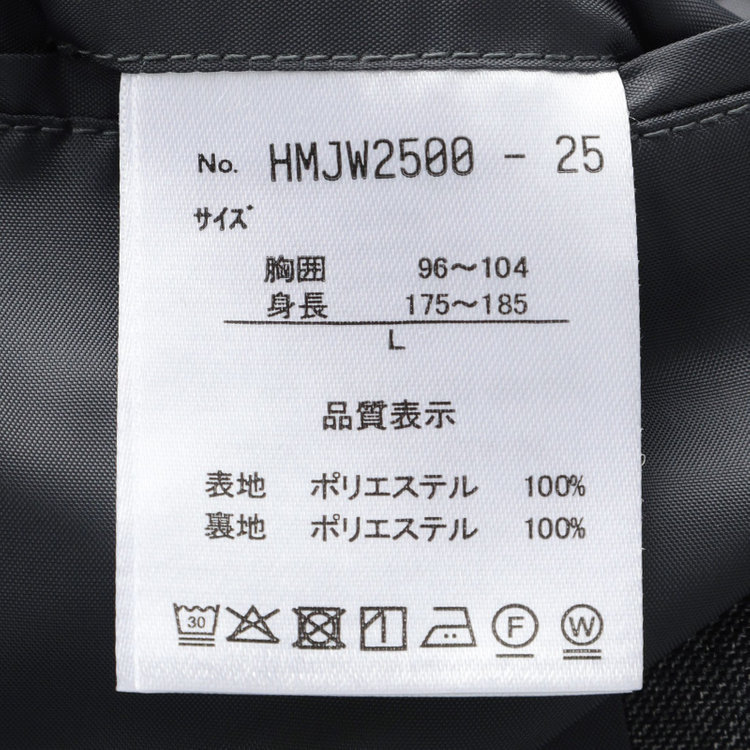 No. HMJW2500 - 25
サイズ
胸囲 96～104
身長 175～185
L
品質表示
表地 ポリエステル 100%
裏地 ポリエステル 100%
30 F W